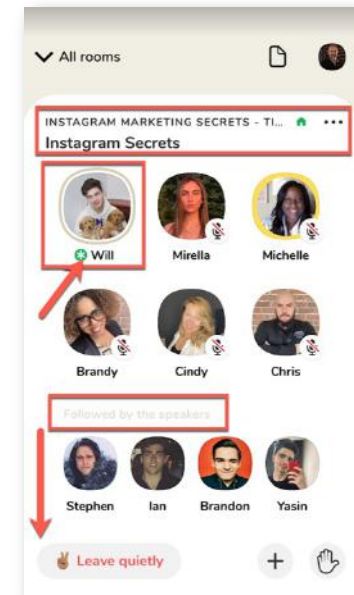 All rooms
INSTAGRAM MARKETING SECRETS - TI...
Instagram Secrets
Will
Mirella
Michelle
Brandy
Cindy
Chris
Followed by the speakers
Stephen
Ian
Brandon
Yasin
Leave quietly